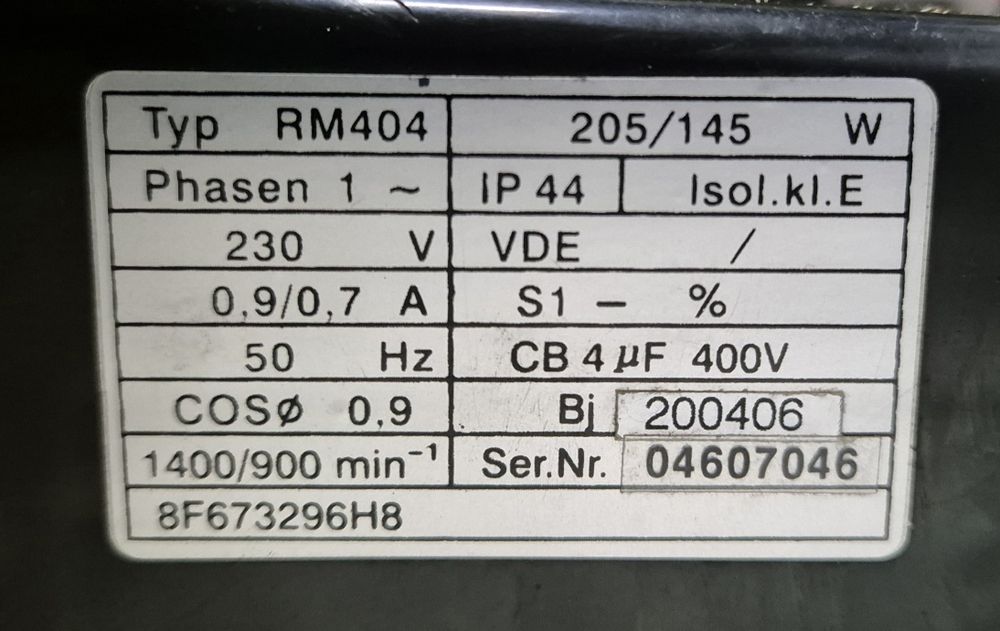 Typ RM404 205/145 W
Phasen 1 ~ IP 44 Isol.kl.E
230 V VDE /
0,9/0,7 A S1 – %
50 Hz CB 4 µF 400V
COSø 0,9 Bj 200406
1400/900 min⁻¹ Ser.Nr. 04607046
8F673296H8